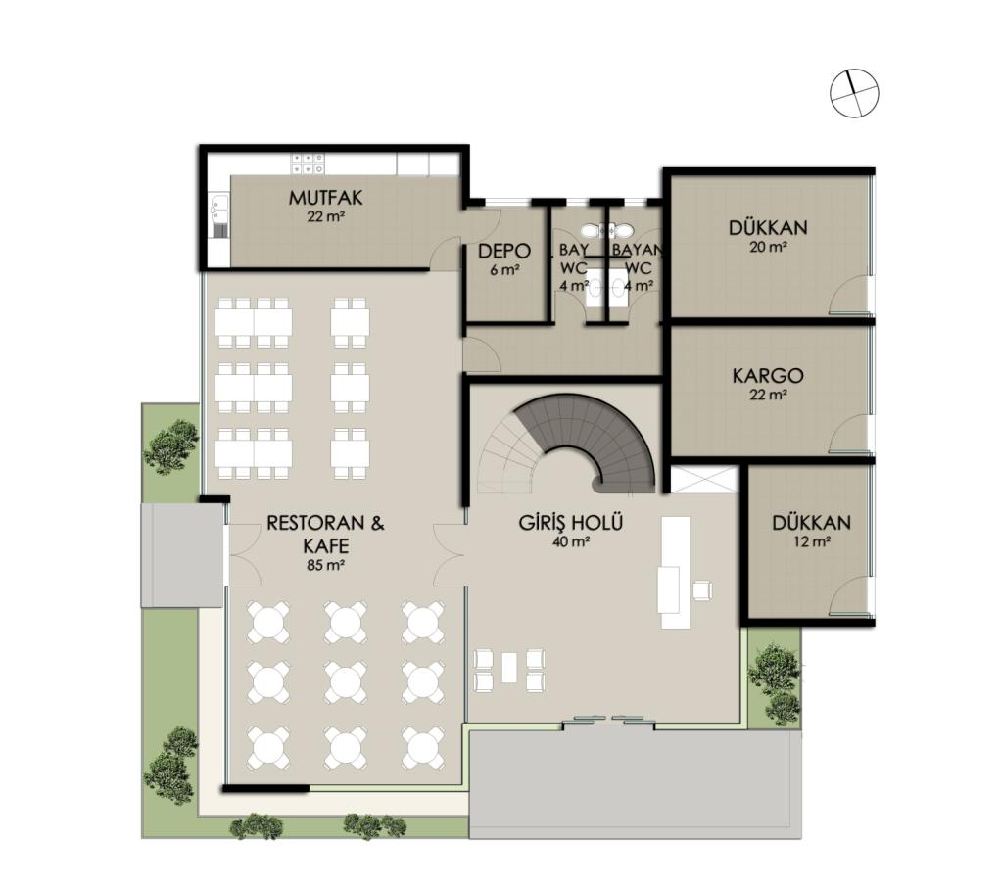 MUTFAK
22 m²
DEPO
6 m²
BAY
WC
4 m²
BAYAN
WC
4 m²
DÜKKAN
20 m²
KARGO
22 m²
DÜKKAN
12 m²
RESTORAN &
KAFE
85 m²
GİRİŞ HOLÜ
40 m²